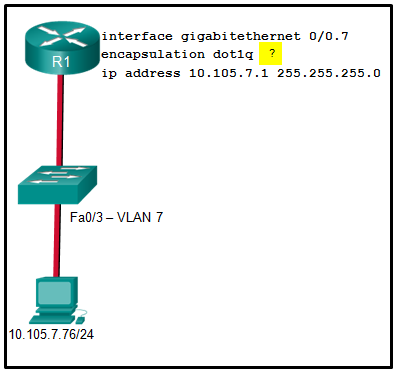 interface gigabitethernet 0/0.7
encapsulation dot1q ?
ip address 10.105.7.1 255.255.255.0
R1
Fa0/3 – VLAN 7
10.105.7.76/24